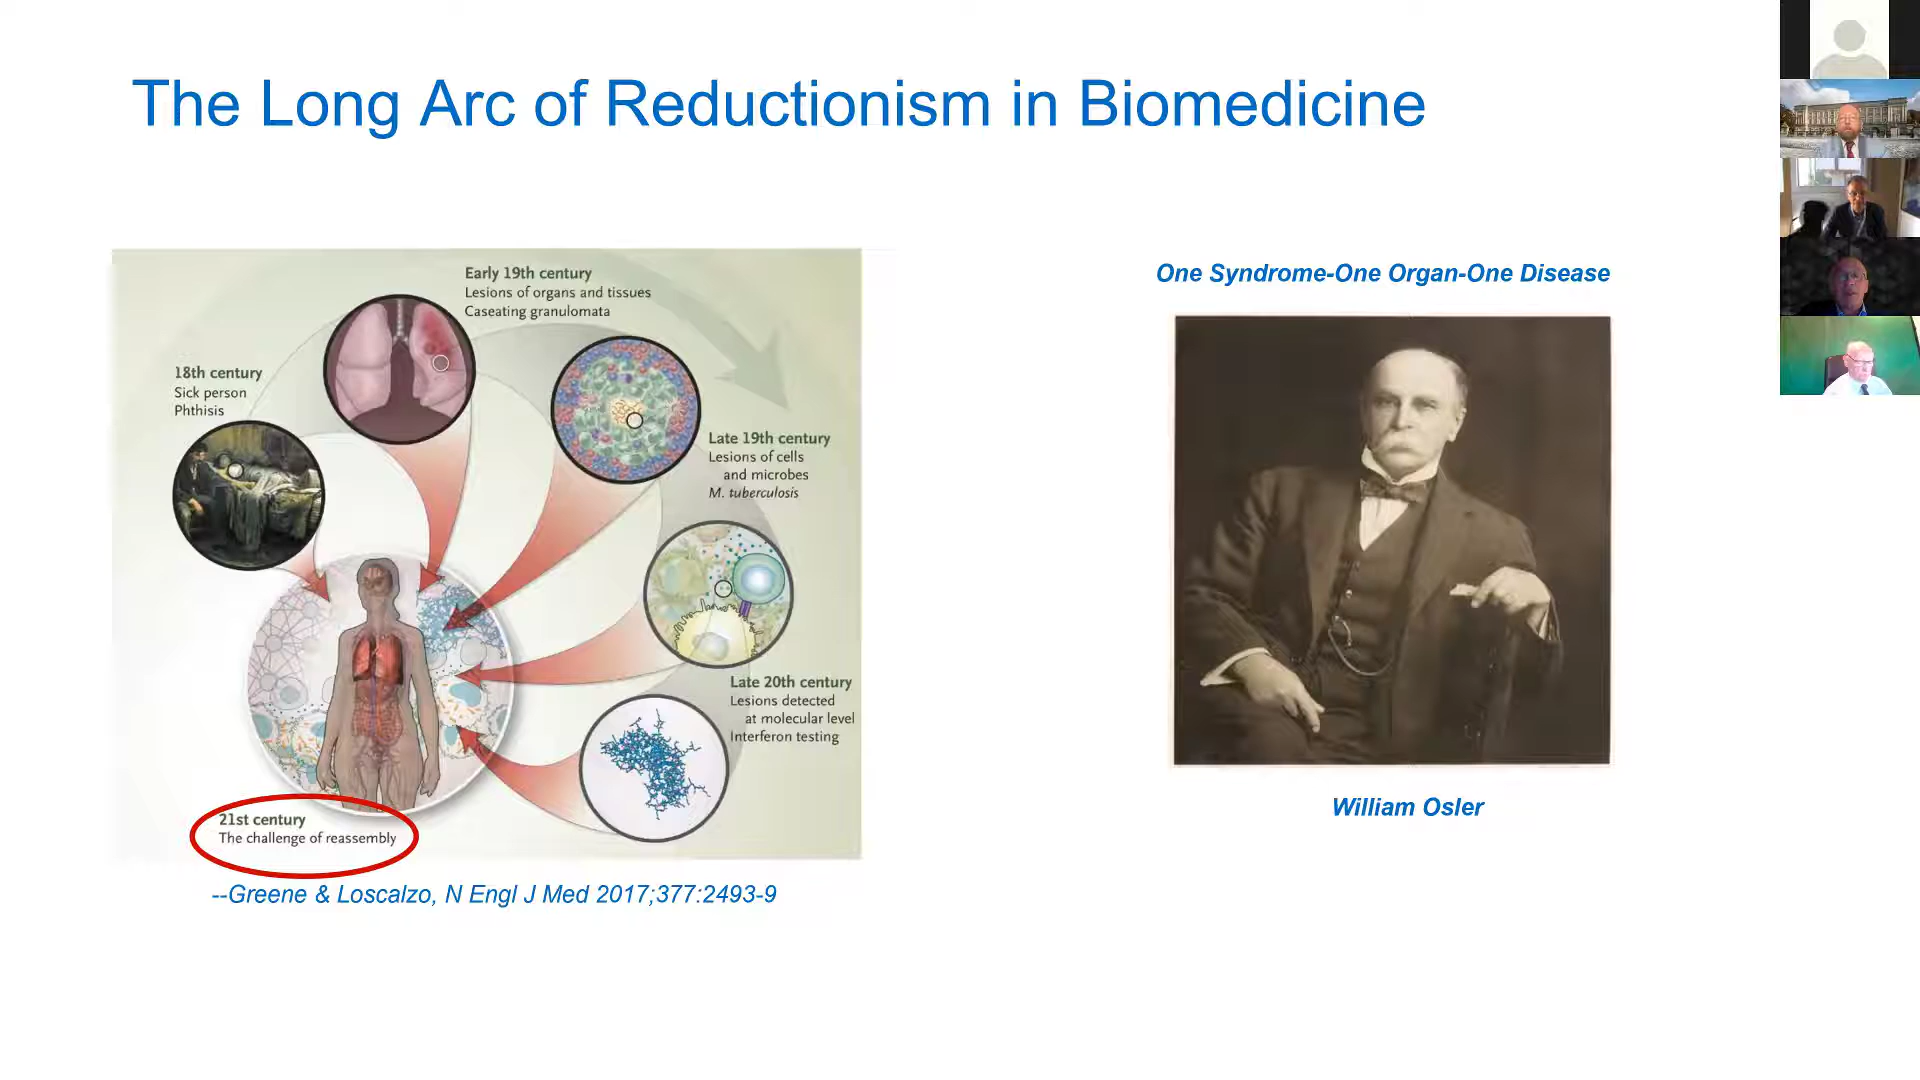 The Long Arc of Reductionism in Biomedicine
Early 19th century
Lesions of organs and tissues
Caseating granulomata
18th century
Sick person
Phthisis
Late 19th century
Lesions of cells
and microbes
M. tuberculosis
Late 20th century
Lesions detected
at molecular level
Interferon testing
21st century
The challenge of reassembly
--Greene & Loscalzo, N Engl J Med 2017;377:2493-9
One Syndrome-One Organ-One Disease
William Osler